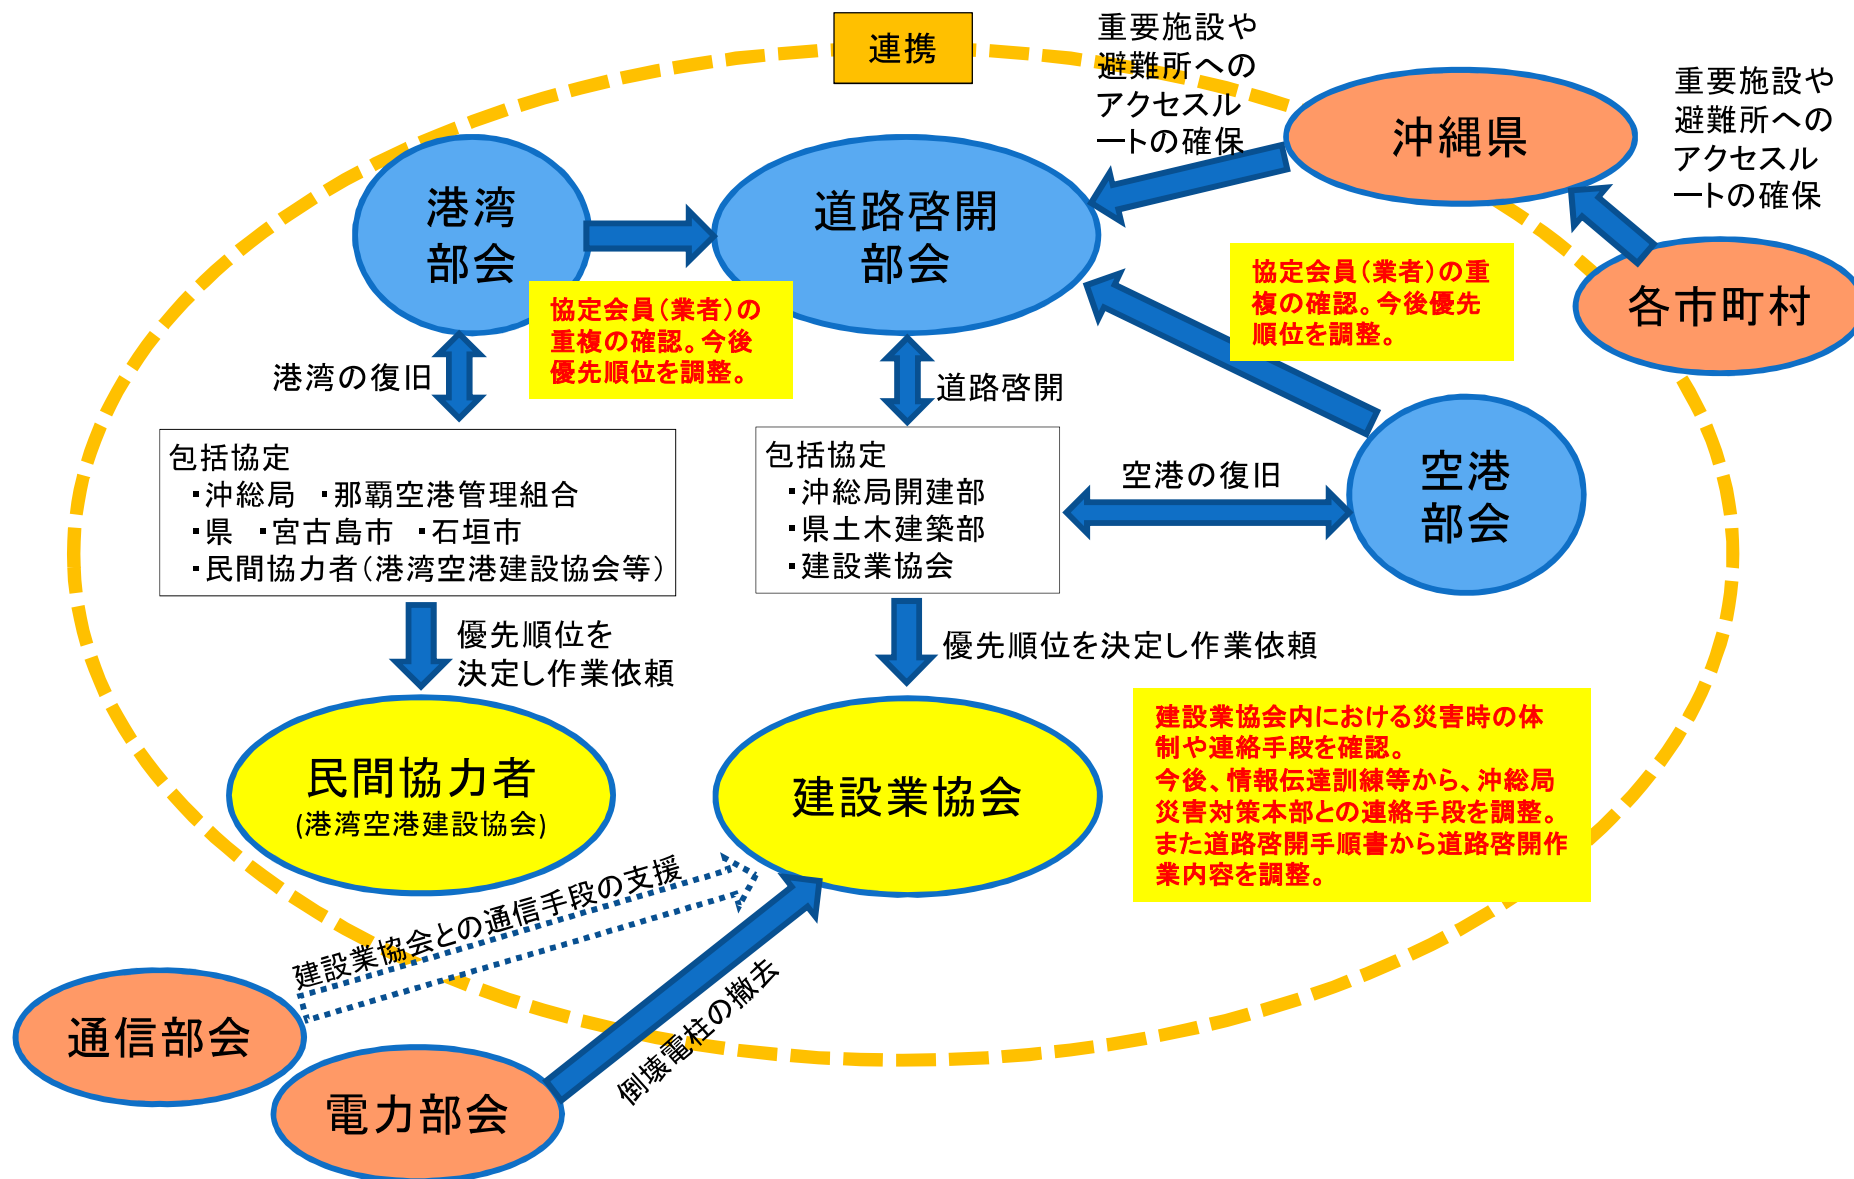 連携
重要施設や
避難所への
アクセスル
ートの確保
沖縄県
重要施設や
避難所への
アクセスル
ートの確保
各市町村
港湾
部会
道路啓開
部会
協定会員（業者）の
重複の確認。今後
優先順位を調整。
協定会員（業者）の重
複の確認。今後優先
順位を調整。
港湾の復旧
道路啓開
空港の復旧
空港
部会
包括協定
・沖総局　・那覇空港管理組合
・県　・宮古島市　・石垣市
・民間協力者（港湾空港建設協会等）
包括協定
・沖総局開建部
・県土木建築部
・建設業協会
優先順位を
決定し作業依頼
優先順位を決定し作業依頼
民間協力者
(港湾空港建設協会)
建設業協会
建設業協会内における災害時の体
制や連絡手段を確認。
今後、情報伝達訓練等から、沖総局
災害対策本部との連絡手段を調整。
また道路啓開手順書から道路啓開作
業内容を調整。
建設業協会との通信手段の支援
倒壊電柱の撤去
通信部会
電力部会